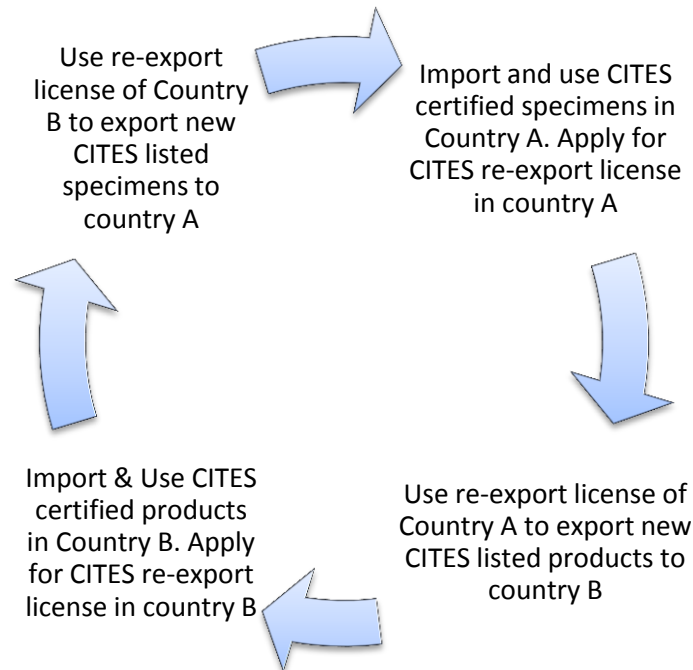 Use re-export
license of Country
B to export new
CITES listed
specimens to
country A
Import and use CITES
certified specimens in
Country A. Apply for
CITES re-export license
in country A
Use re-export license of
Country A to export new
CITES listed products to
country B
Import & Use CITES
certified products
in Country B. Apply
for CITES re-export
license in country B